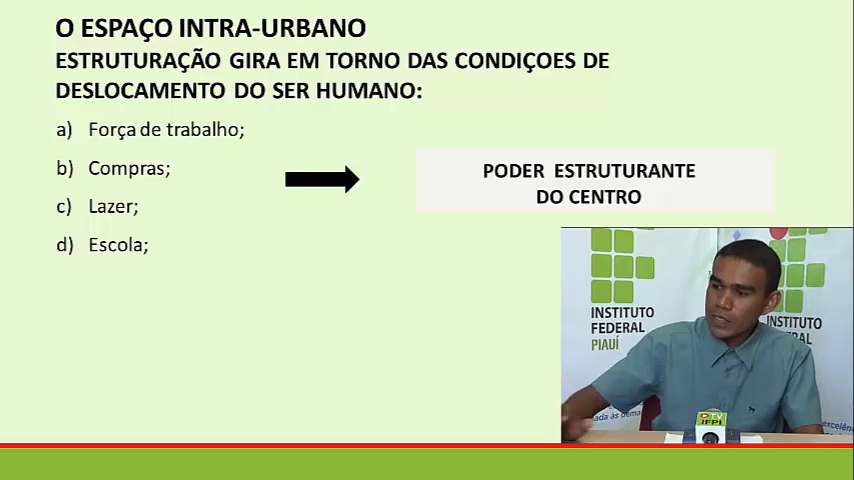 O ESPAÇO INTRA-URBANO
ESTRUTURAÇÃO GIRA EM TORNO DAS CONDIÇOES DE
DESLOCAMENTO DO SER HUMANO:
a) Força de trabalho;
b) Compras;
c) Lazer;
d) Escola;
PODER ESTRUTURANTE
DO CENTRO
INSTITUTO
FEDERAL
PIAUÍ
INSTITUTO
TV
IFPI